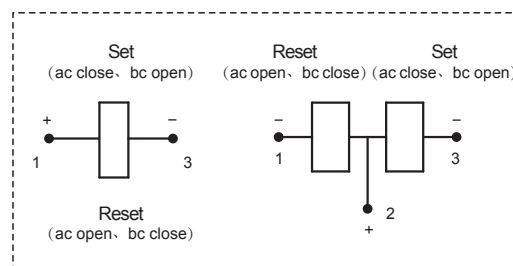 Set
(ac close、bc open)
+
−
1
3
Reset
(ac open、bc close)
Reset
Set
(ac open、bc close)
(ac close、bc open)
−
−
1
3
2
+